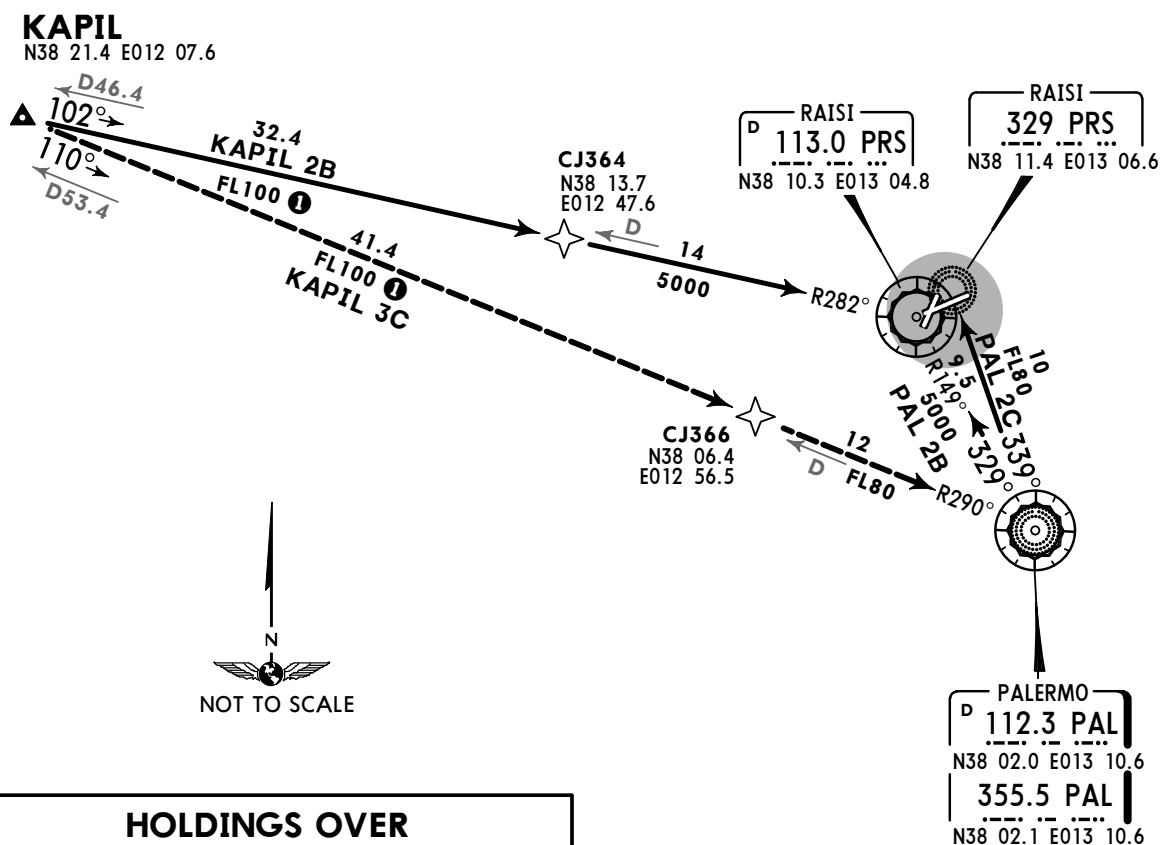 KAPIL
N38 21.4 E012 07.6
D46.4
102°
32.4
KAPIL 2B
110°
D53.4
FL100 1
41.4
FL100 1
KAPIL 3C
CJ364
N38 13.7
E012 47.6
D
14
5000
R282°
RAISI
D 113.0 PRS
N38 10.3 E013 04.8
RAISI
329 PRS
N38 11.4 E013 06.6
10
FL80
PAL 2C
339°
9.5
R149°
5000
PAL 2B
329°
CJ366
N38 06.4
E012 56.5
12
D
FL80
R290°
N
NOT TO SCALE
PALERMO
D 112.3 PAL
N38 02.0 E013 10.6
355.5 PAL
N38 02.1 E013 10.6
HOLDINGS OVER